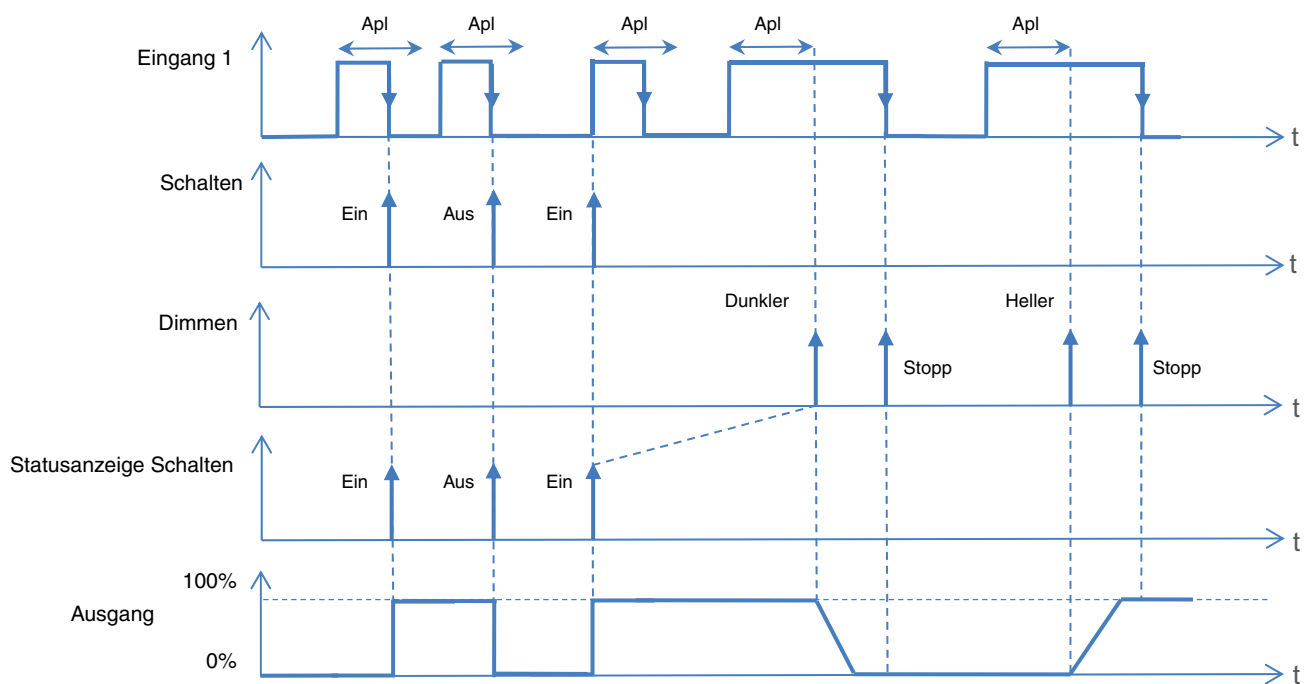 Apl Apl Apl Apl Apl
Eingang 1
t
Schalten
Ein Aus Ein
t
Dunkler Heller
Dimmen
Stopp Stopp
t
Statusanzeige Schalten
Ein Aus Ein
t
100%
Ausgang
0%
t